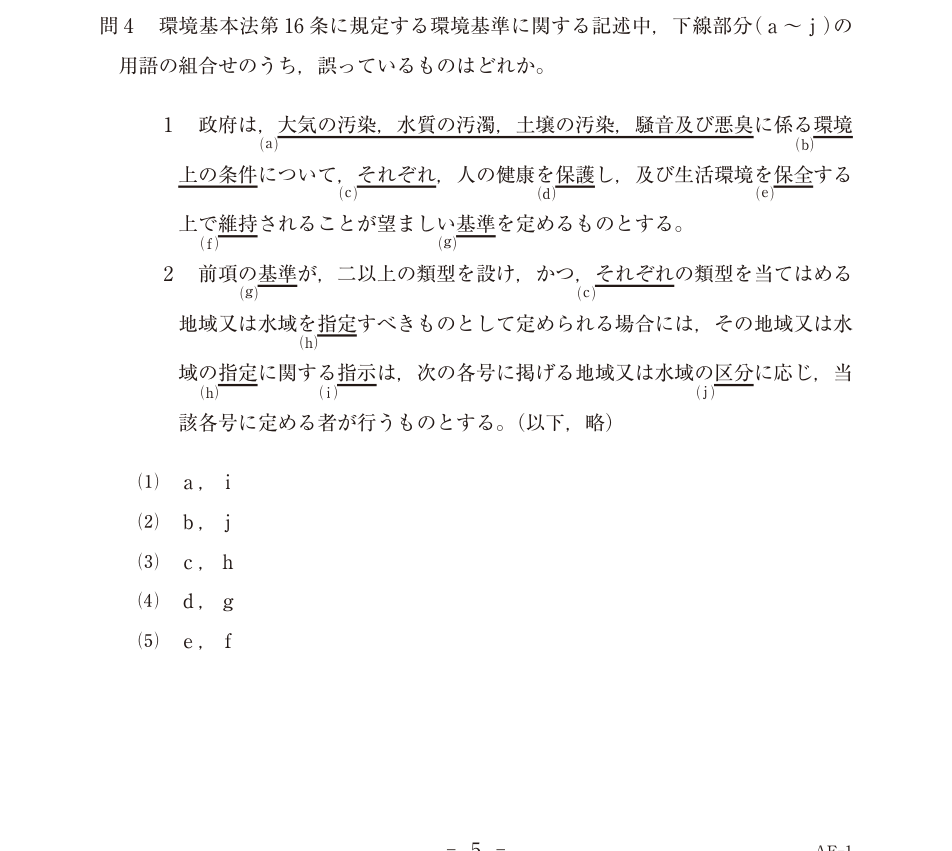 問4 環境基本法第16条に規定する環境基準に関する記述中，下線部分(a～j)の
用語の組合せのうち，誤っているものはどれか。
1 政府は，大気の汚染，水質の汚濁，土壌の汚染，騒音及び悪臭に係る環境
(a) (b)
上の条件について，それぞれ，人の健康を保護し，及び生活環境を保全する
(c) (d) (e)
上で維持されることが望ましい基準を定めるものとする。
(f) (g)
2 前項の基準が，二以上の類型を設け，かつ，それぞれの類型を当てはめる
(g) (c)
地域又は水域を指定すべきものとして定められる場合には，その地域又は水
(h)
域の指定に関する指示は，次の各号に掲げる地域又は水域の区分に応じ，当
(h) (i) (j)
該各号に定める者が行うものとする。（以下，略）
(1) a， i
(2) b， j
(3) c， h
(4) d， g
(5) e， f
－ 5 －
AE-1